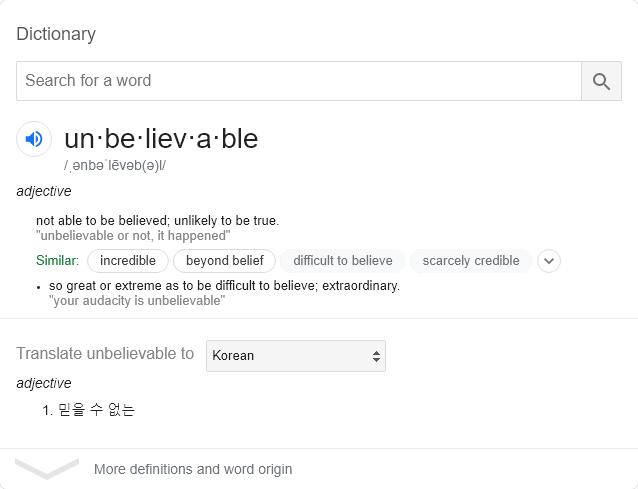 Dictionary
Search for a word
un·be·liev·a·ble
/ˌənbəˈlēvəb(ə)l/
adjective
not able to be believed; unlikely to be true.
"unbelievable or not, it happened"
Similar: incredible beyond belief difficult to believe scarcely credible
• so great or extreme as to be difficult to believe; extraordinary.
"your audacity is unbelievable"
Translate unbelievable to Korean
adjective
1. 믿을 수 없는
More definitions and word origin